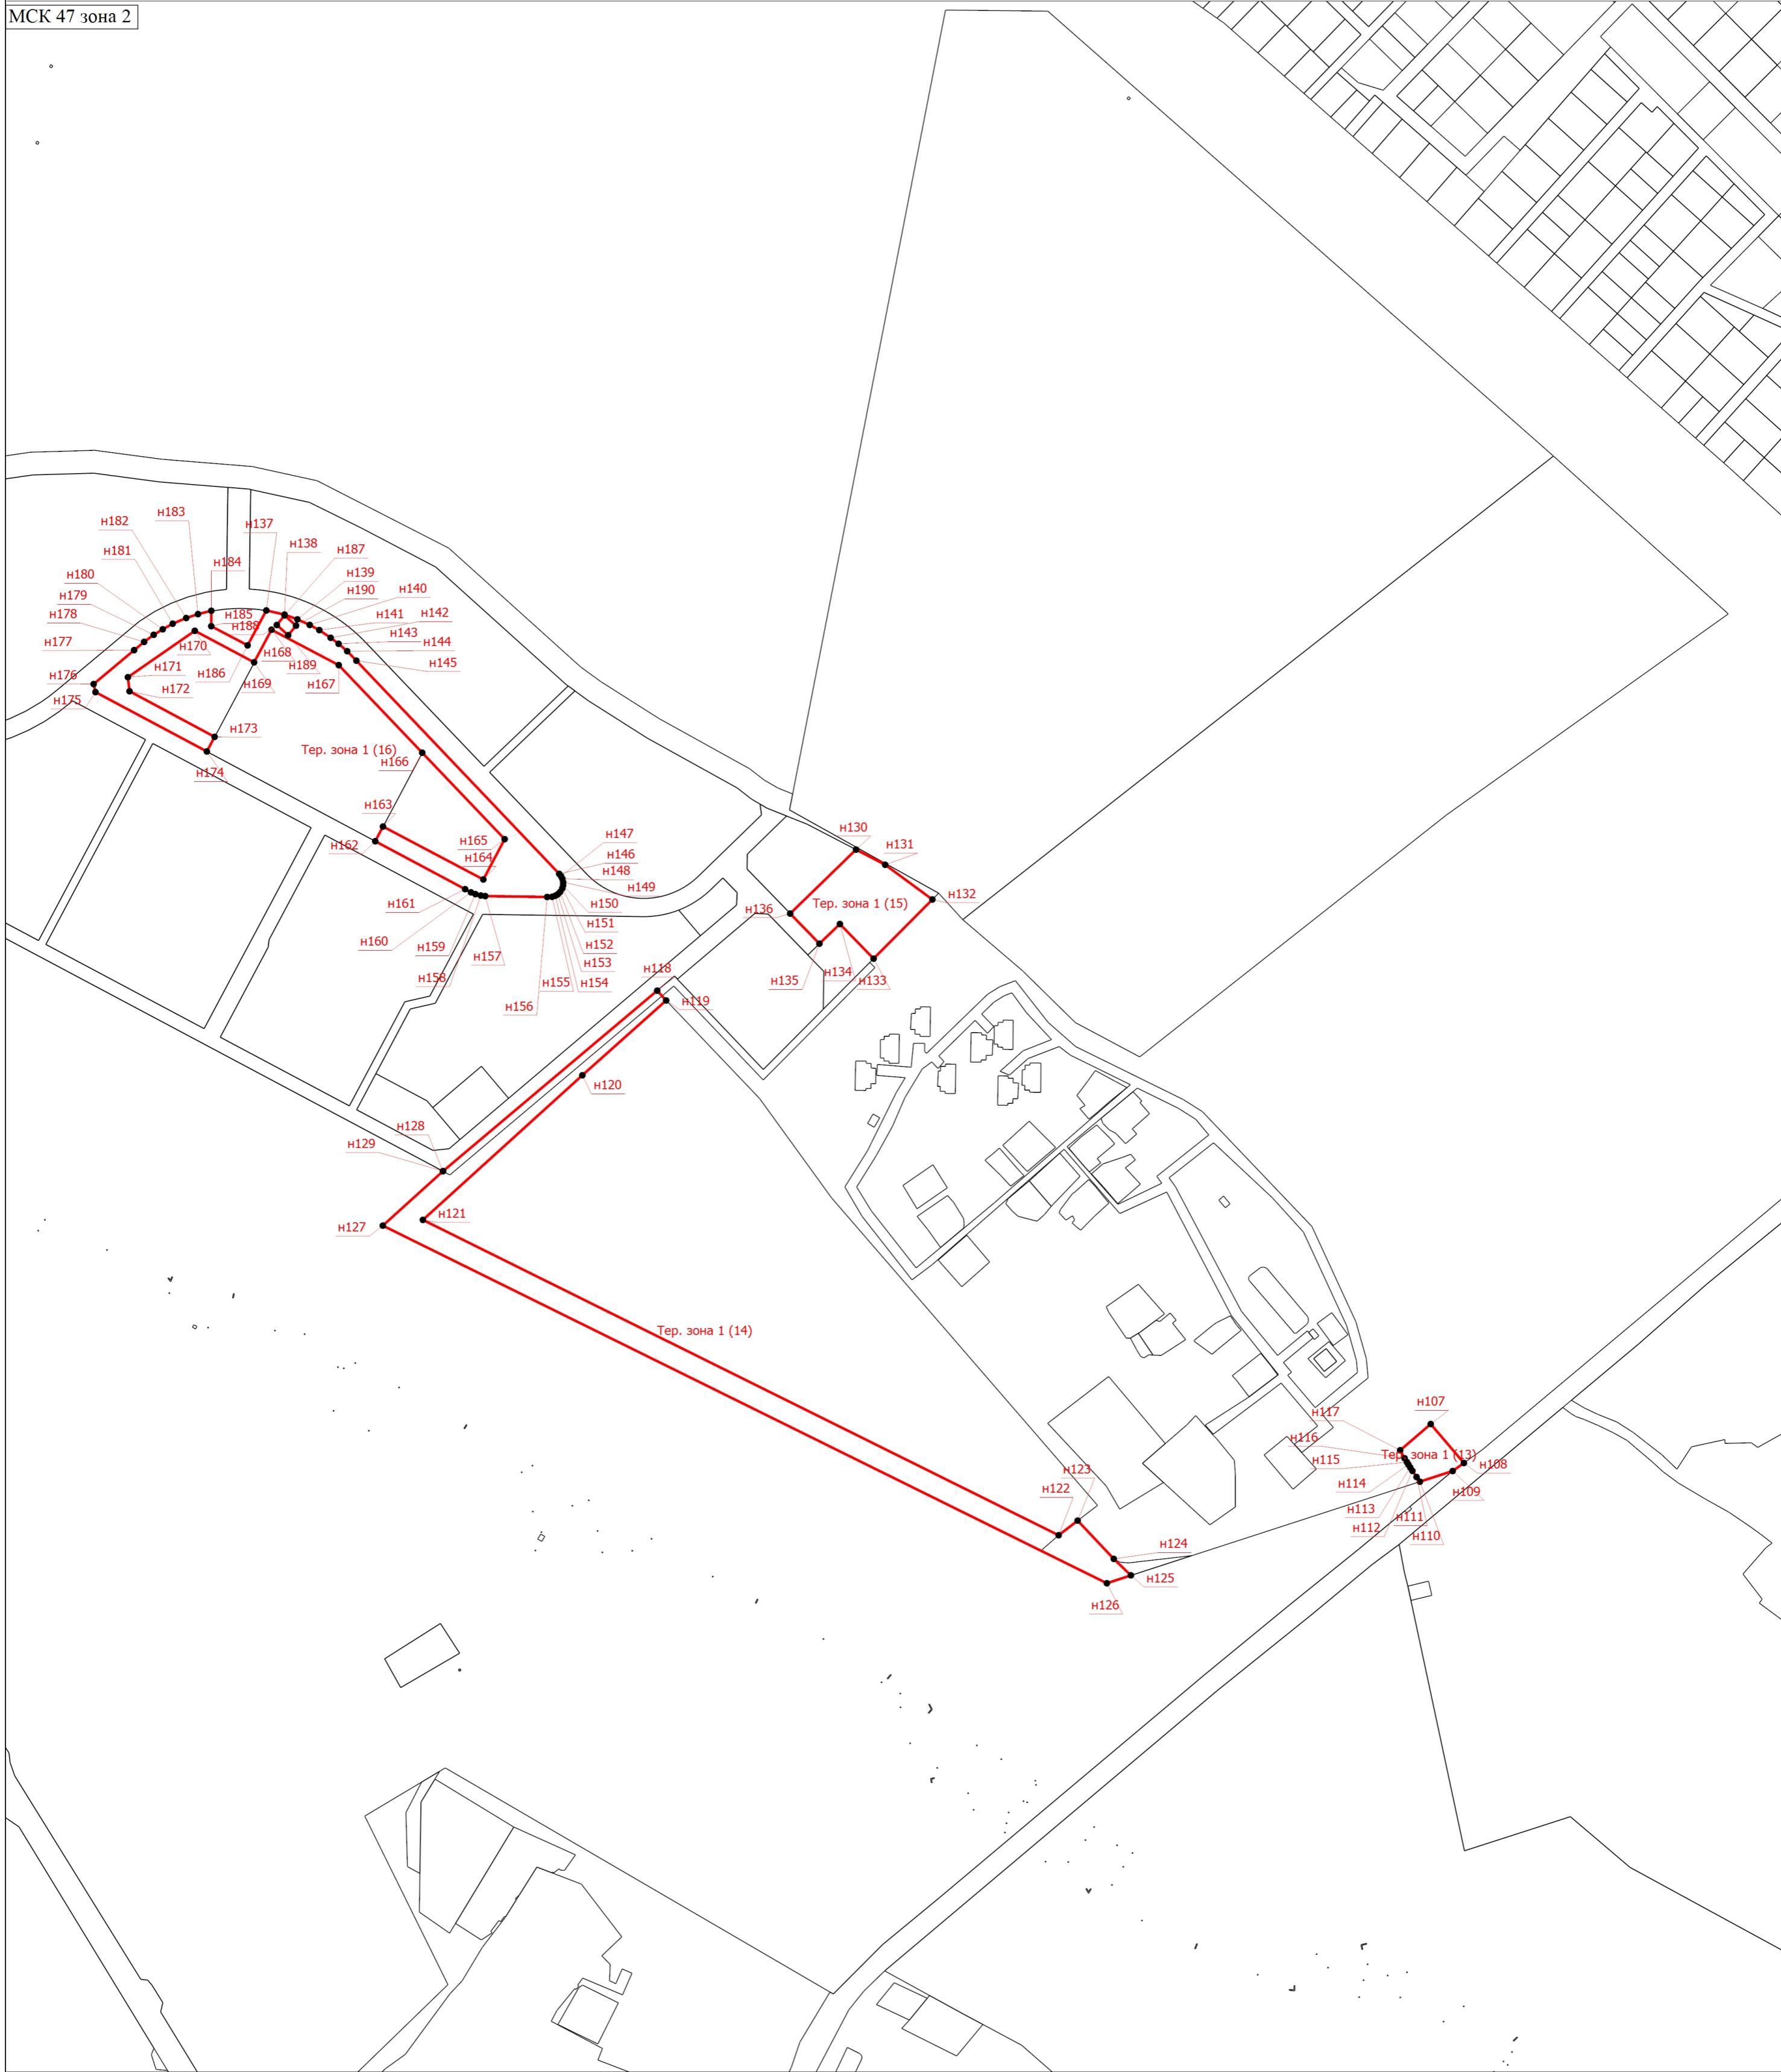 МСК 47 зона 2
н183
н182
н137
н181
н138
н187
н184
н180
н139
н190
н179
н140
н178
н185
н141
н142
н188
н177
н143
н170
н144
н168
н145
н171
н189
н176
н186
н169
н167
н172
н175
н173
Тер. зона 1 (16)
н166
н174
н163
н147
н130
н165
н131
н162
н146
н164
н148
н149
н132
Тер. зона 1 (15)
н161
н150
н136
н151
н160
н159
н152
н157
н153
н118
н134
н158
н155
н154
н135
н133
н119
н156
н120
н128
н129
н121
н127
Тер. зона 1 (14)
н107
н117
н116
Тер. зона 1 (13)
н115
н108
н123
н114
н109
н122
н113
н111
н112
н110
н124
н125
н126